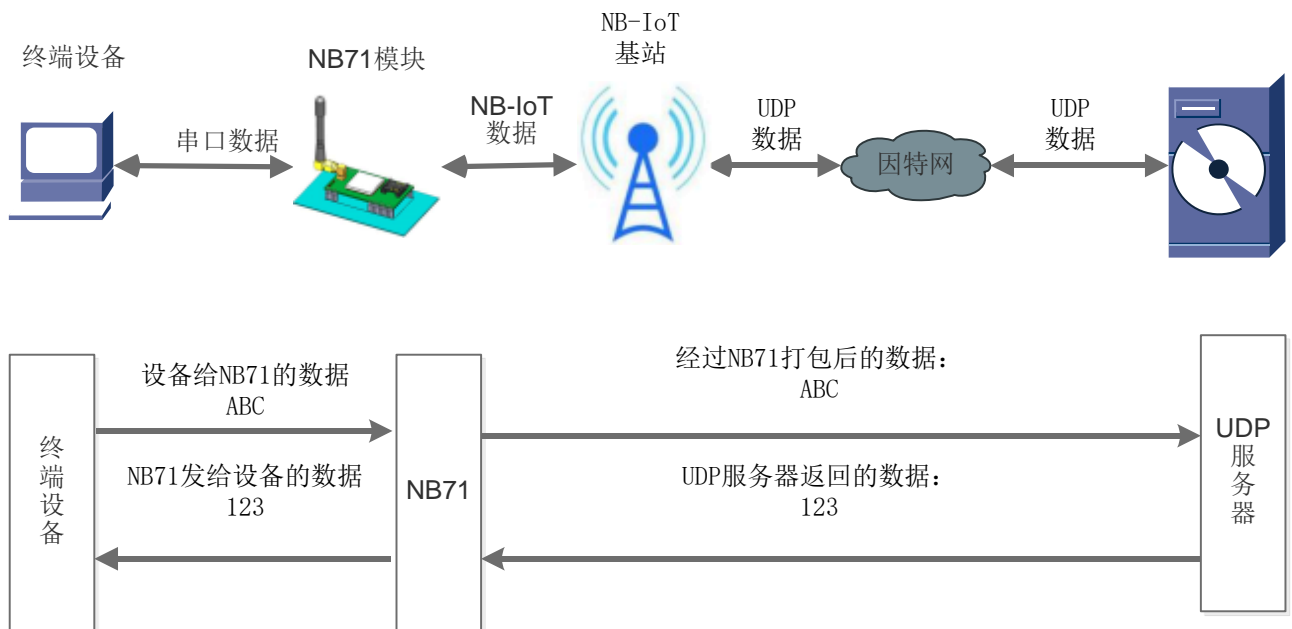 终端设备
NB71模块
NB-IoT
基站
串口数据
NB-IoT
数据
UDP
数据
因特网
UDP
数据
设备给NB71的数据
ABC
经过NB71打包后的数据:
ABC
终端设备
NB71发给设备的数据
123
NB71
UDP服务器返回的数据:
123
UDP
服务器